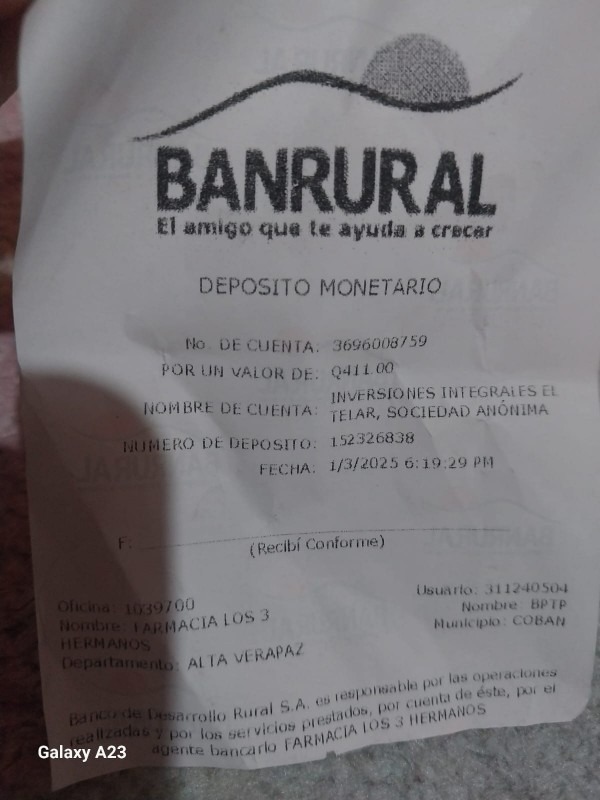 BANRURAL
El amigo que te ayuda a crecer
DEPOSITO MONETARIO
No. DE CUENTA: 3696008759
POR UN VALOR DE: Q411.00
NOMBRE DE CUENTA: INVERSIONES INTEGRALES EL
TELAR, SOCIEDAD ANÓNIMA
NUMERO DE DEPOSITO: 152326838
FECHA: 1/3/2025 6:19:29 PM
F.
(Recibí Conforme)
Oficina: 1039700
Nombre: FARMACIA LOS 3
HERMANOS
Departamento: ALTA VERAPAZ
Usuario: 311240504
Nombre: BPTP
Municipio: COBAN
Banco de Desarrollo Rural S.A. es responsable por las operaciones
realizadas y por los servicios prestados, por cuenta de éste, por el
agente bancario FARMACIA LOS 3 HERMANOS
Galaxy A23